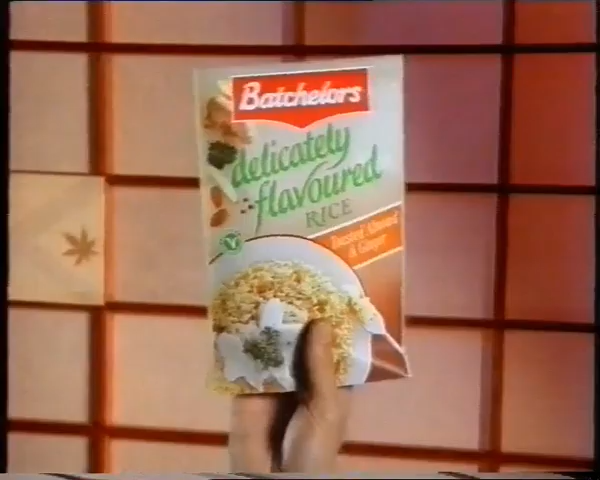 Batchelors
delicately
flavoured
RICE
Toasted Almond
& Ginger